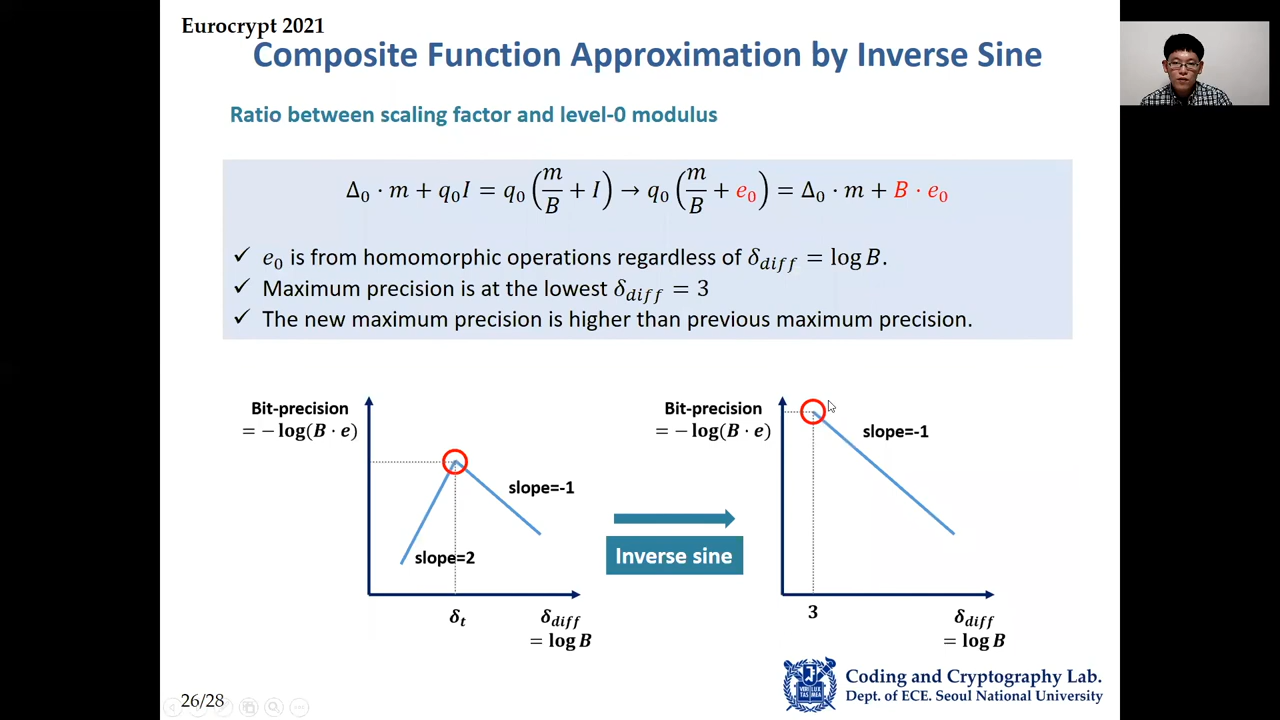 Eurocrypt 2021
Composite Function Approximation by Inverse Sine
Ratio between scaling factor and level-0 modulus
Δ₀ · m + q₀I = q₀(m/B + I) → q₀(m/B + e₀) = Δ₀ · m + B · e₀
✓ e₀ is from homomorphic operations regardless of δ_diff = log B.
✓ Maximum precision is at the lowest δ_diff = 3
✓ The new maximum precision is higher than previous maximum precision.
Bit-precision
= −log(B · e)
slope=-1
slope=2
δ_t
δ_diff
= log B
Inverse sine
Bit-precision
= −log(B · e)
slope=-1
3
δ_diff
= log B
26/28
VERI LUX TAS MEA
Coding and Cryptography Lab.
Dept. of ECE. Seoul National University